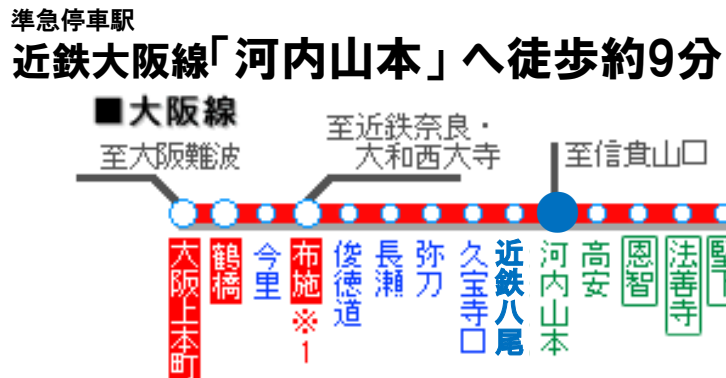 準急停車駅
近鉄大阪線「河内山本」へ徒歩約9分
■大阪線
至大阪難波
至近鉄奈良・
大和西大寺
至信貴山口
大阪上本町
鶴橋
今里
布施
※1
俊徳道
長瀬
弥刀
久宝寺口
近鉄八尾
河内山本
高安
恩智
法善寺
堅下